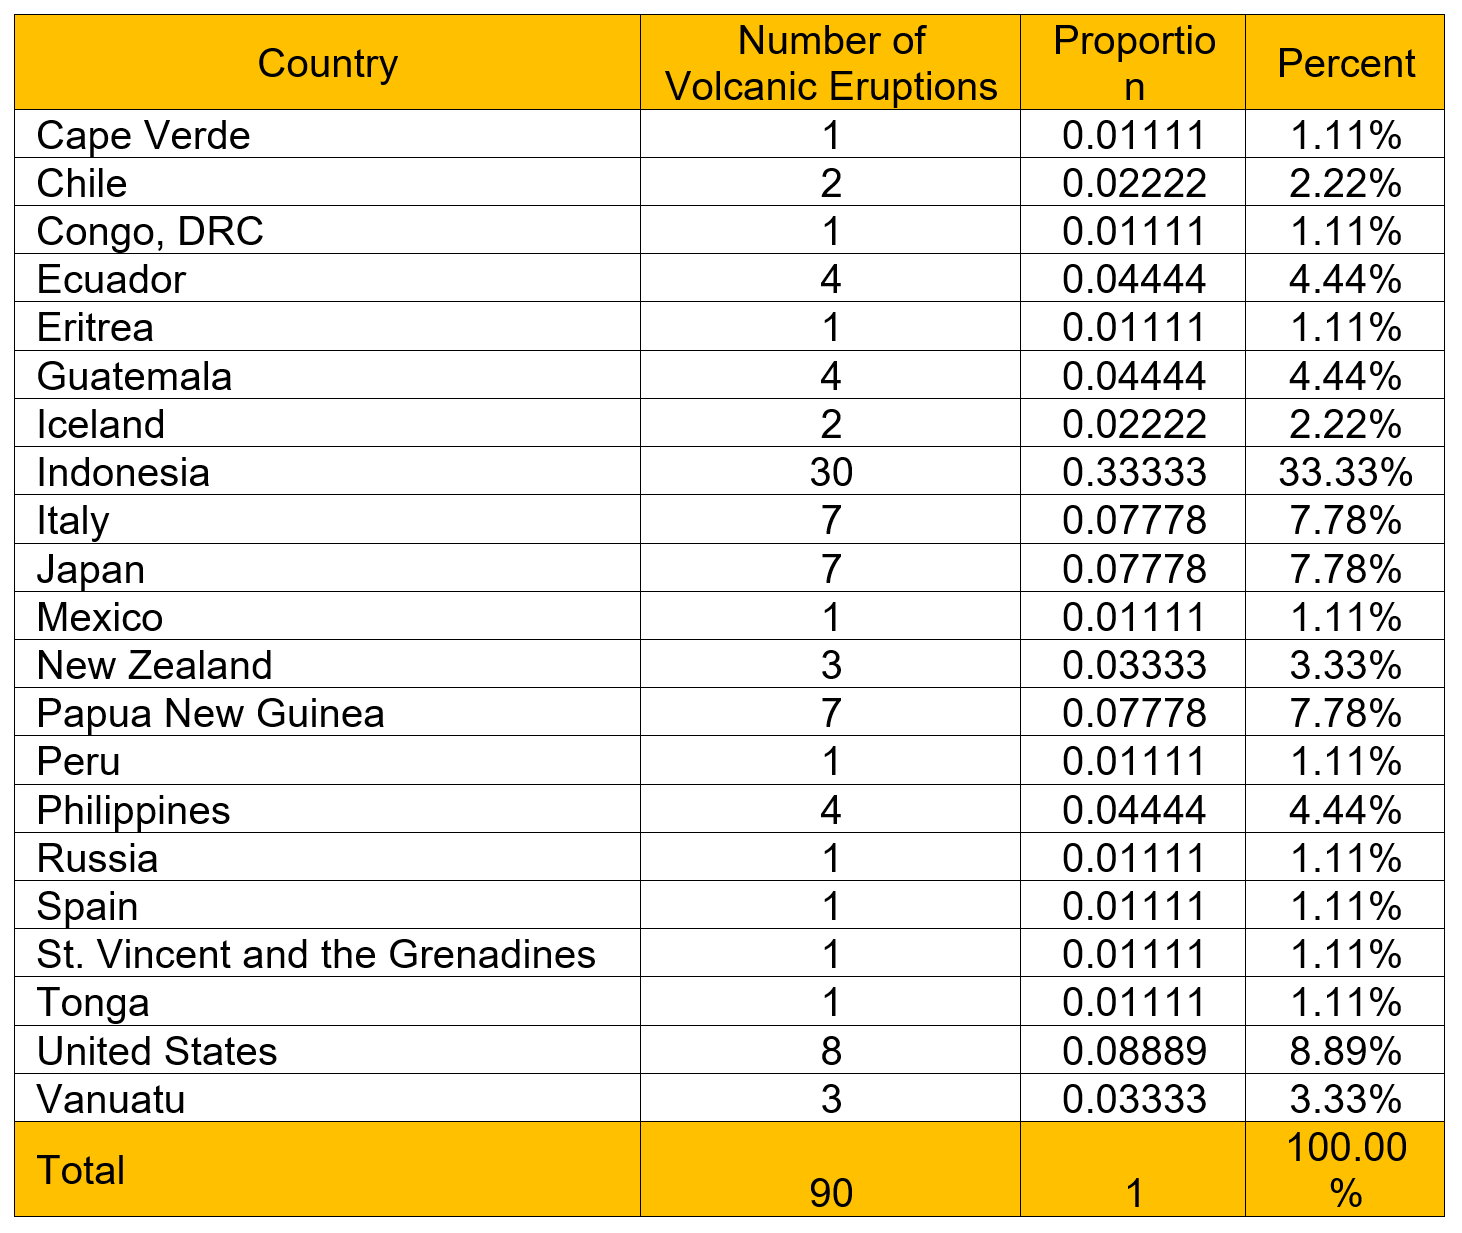 Country Number of Volcanic Eruptions Proportio n Percent
Cape Verde 1 0.01111 1.11%
Chile 2 0.02222 2.22%
Congo, DRC 1 0.01111 1.11%
Ecuador 4 0.04444 4.44%
Eritrea 1 0.01111 1.11%
Guatemala 4 0.04444 4.44%
Iceland 2 0.02222 2.22%
Indonesia 30 0.33333 33.33%
Italy 7 0.07778 7.78%
Japan 7 0.07778 7.78%
Mexico 1 0.01111 1.11%
New Zealand 3 0.03333 3.33%
Papua New Guinea 7 0.07778 7.78%
Peru 1 0.01111 1.11%
Philippines 4 0.04444 4.44%
Russia 1 0.01111 1.11%
Spain 1 0.01111 1.11%
St. Vincent and the Grenadines 1 0.01111 1.11%
Tonga 1 0.01111 1.11%
United States 8 0.08889 8.89%
Vanuatu 3 0.03333 3.33%
Total 90 1 100.00 %